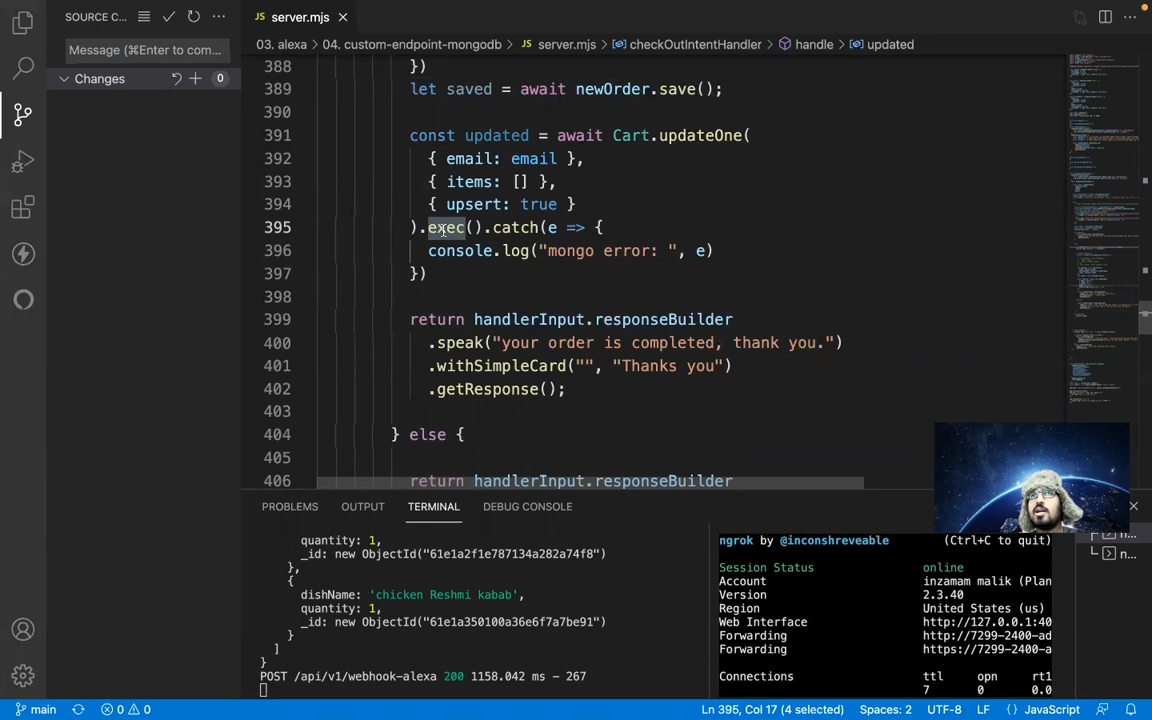 SOURCE C...
server.mjs
03. alexa > 04. custom-endpoint-mongodb > server.mjs > checkOutIntentHandler > handle > updated
Message (⌘Enter to com...
Changes 0
388 })
389 let saved = await newOrder.save();
390
391 const updated = await Cart.updateOne(
392 { email: email },
393 { items: [] },
394 { upsert: true }
395 ).exec().catch(e => {
396 console.log("mongo error: ", e)
397 })
398
399 return handlerInput.responseBuilder
400 .speak("your order is completed, thank you.")
401 .withSimpleCard("", "Thanks you")
402 .getResponse();
403
404 } else {
405
406 return handlerInput.responseBuilder
PROBLEMS OUTPUT TERMINAL DEBUG CONSOLE
quantity: 1,
_id: new ObjectId("61e1a2f1e787134a282a74f8")
},
{
dishName: 'chicken Reshmi kabab',
quantity: 1,
_id: new ObjectId("61e1a350100a36e6f7a7be91")
}
]
}
POST /api/v1/webhook-alexa 200 1158.042 ms - 267
ngrok by @inconshreveable (Ctrl+C to quit)
Session Status online
Account inzamam malik (Plan
Version 2.3.40
Region United States (us)
Web Interface http://127.0.0.1:40
Forwarding http://7299-2400-ad
Forwarding https://7299-2400-a
Connections ttl opn rt1
7 0 0.0
n...
n...
main 0 0 Ln 395, Col 17 (4 selected) Spaces: 2 UTF-8 LF {} JavaScript